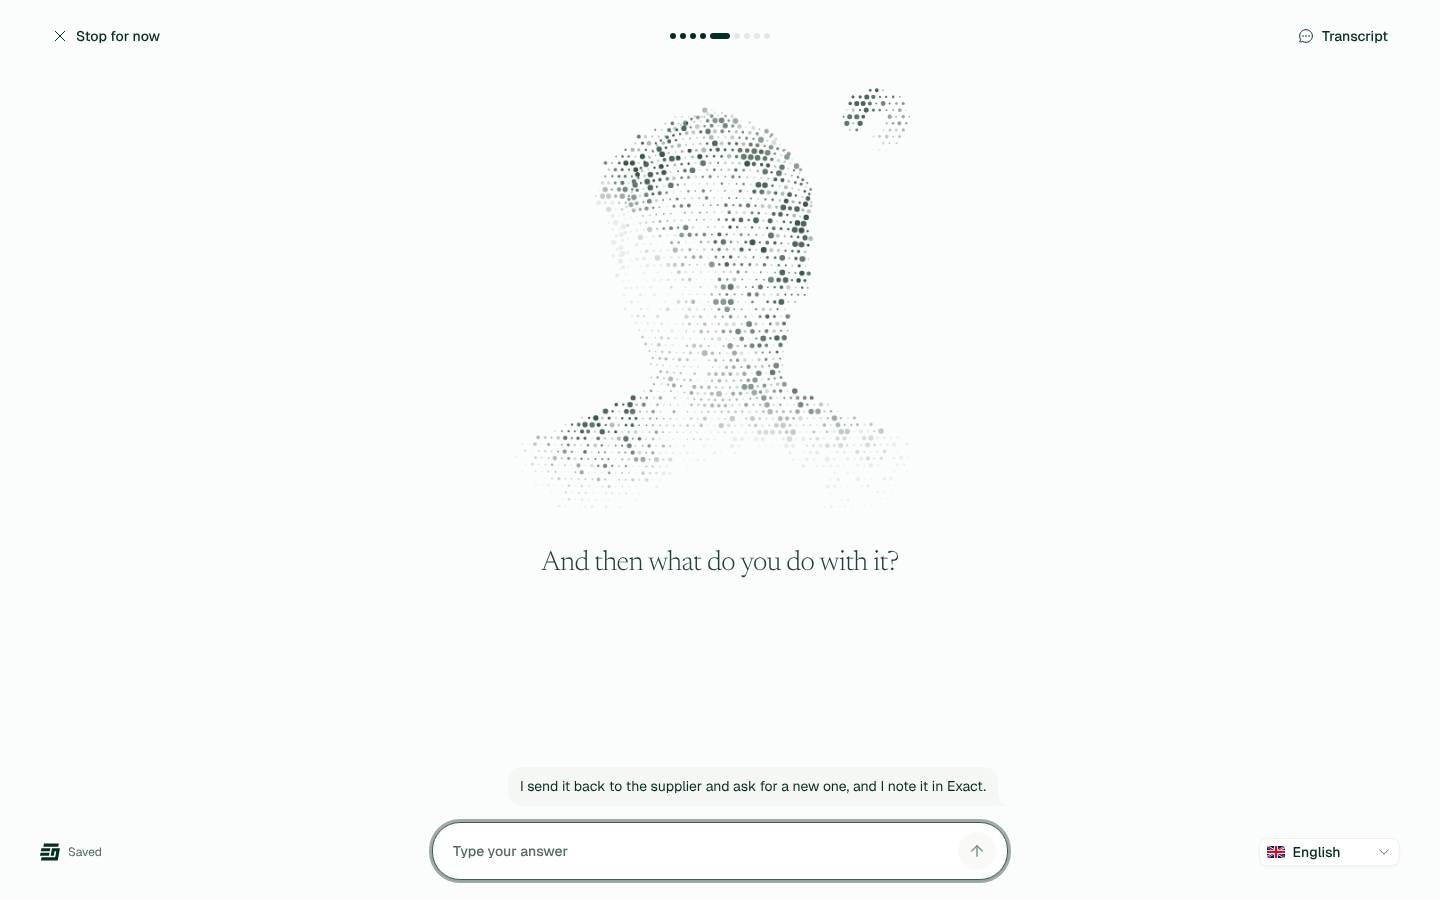 Stop for now
Transcript
And then what do you do with it?
I send it back to the supplier and ask for a new one, and I note it in Exact.
Type your answer
Saved
English